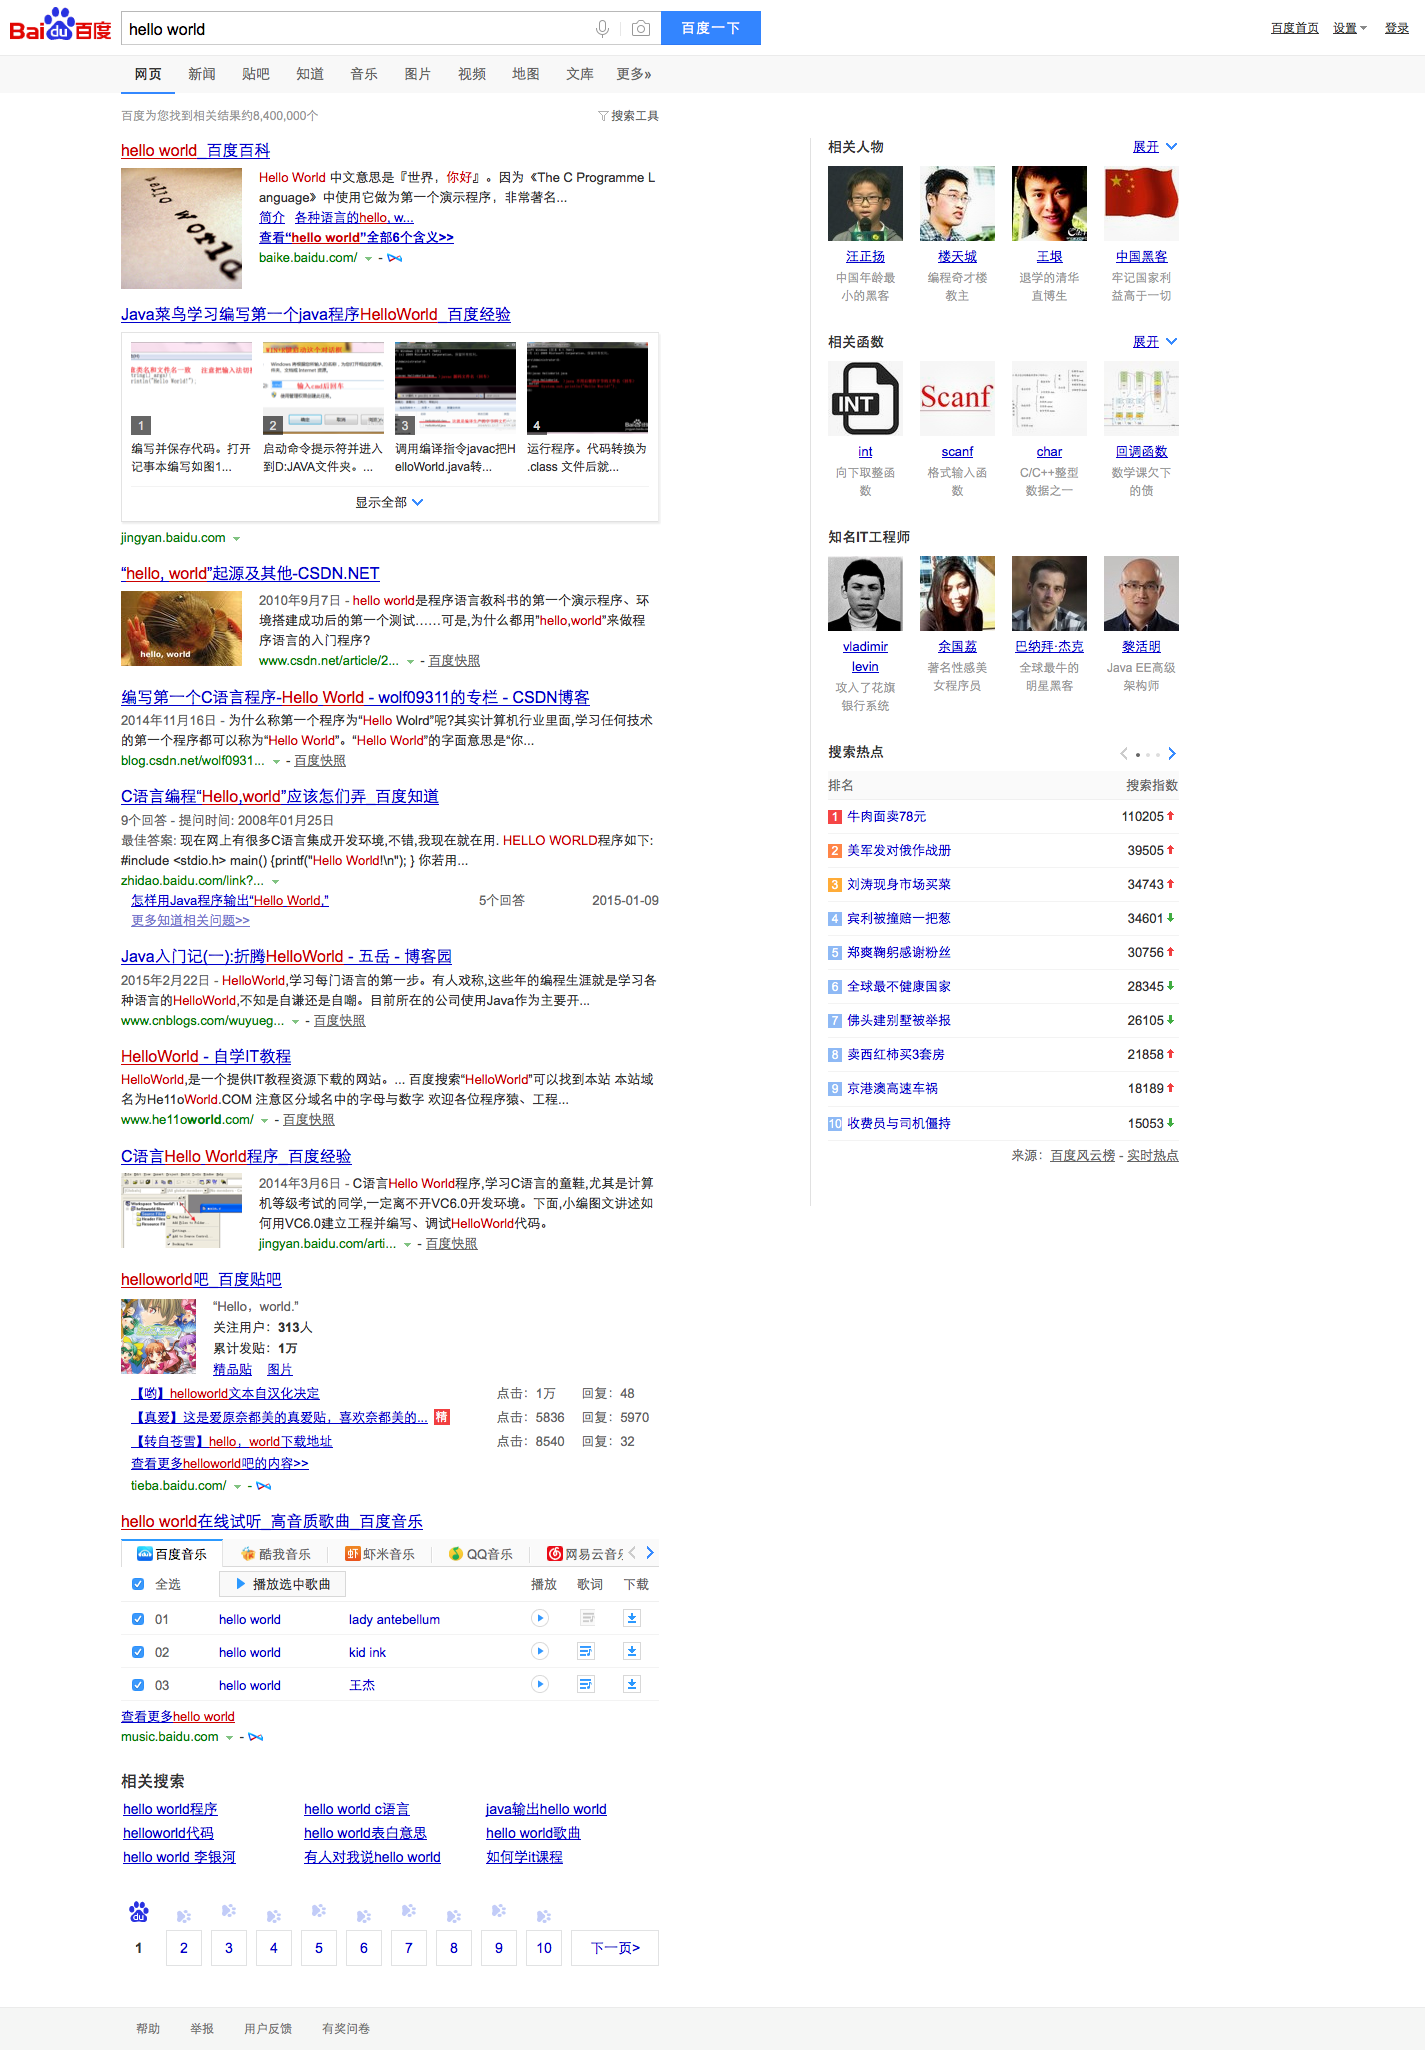 Bai du 百度
hello world
百度一下
百度首页 设置 登录
网页 新闻 贴吧 知道 音乐 图片 视频 地图 文库 更多»
百度为您找到相关结果约8,400,000个 搜索工具
hello world_百度百科
hello world
Hello World 中文意思是『世界，你好』。因为《The C Programme L
anguage》中使用它做为第一个演示程序，非常著名...
简介 各种语言的hello, w...
查看“hello world”全部6个含义>>
baike.baidu.com/ -
Java菜鸟学习编写第一个java程序HelloWorld_百度经验
1 2 3 4
编写并保存代码。打开
记事本编写如图1...
启动命令提示符并进入
到D:JAVA文件夹。...
调用编译指令javac把H
elloWorld.java转...
运行程序。代码转换为
.class 文件后就...
显示全部
jingyan.baidu.com
“hello, world”起源及其他-CSDN.NET
hello, world
2010年9月7日 - hello world是程序语言教科书的第一个演示程序、环
境搭建成功后的第一个测试……可是,为什么都用"hello,world"来做程
序语言的入门程序?
www.csdn.net/article/2... - 百度快照
编写第一个C语言程序-Hello World - wolf09311的专栏 - CSDN博客
2014年11月16日 - 为什么称第一个程序为“Hello Wolrd”呢?其实计算机行业里面,学习任何技术
的第一个程序都可以称为“Hello World”。“Hello World”的字面意思是“你...
blog.csdn.net/wolf0931... - 百度快照
C语言编程“Hello,world”应该怎们弄_百度知道
9个回答 - 提问时间: 2008年01月25日
最佳答案: 现在网上有很多C语言集成开发环境,不错,我现在就在用. HELLO WORLD程序如下:
#include <stdio.h> main() {printf("Hello World!\n"); } 你若用...
zhidao.baidu.com/link?...
怎样用Java程序输出“Hello World,” 5个回答 2015-01-09
更多知道相关问题>>
Java入门记(一):折腾HelloWorld - 五岳 - 博客园
2015年2月22日 - HelloWorld,学习每门语言的第一步。有人戏称,这些年的编程生涯就是学习各
种语言的HelloWorld,不知是自谦还是自嘲。目前所在的公司使用Java作为主要开...
www.cnblogs.com/wuyueg... - 百度快照
HelloWorld - 自学IT教程
HelloWorld,是一个提供IT教程资源下载的网站。... 百度搜索“HelloWorld”可以找到本站 本站域
名为He11oWorld.COM 注意区分域名中的字母与数字 欢迎各位程序猿、工程...
www.he11oworld.com/ - 百度快照
C语言Hello World程序_百度经验
2014年3月6日 - C语言Hello World程序,学习C语言的童鞋,尤其是计算
机等级考试的同学,一定离不开VC6.0开发环境。下面,小编图文讲述如
何用VC6.0建立工程并编写、调试HelloWorld代码。
jingyan.baidu.com/arti... - 百度快照
helloworld吧_百度贴吧
“Hello，world.”
关注用户：313人
累计发贴：1万
精品贴 图片
【哟】helloworld文本自汉化决定 点击：1万 回复：48
【真爱】这是爱原奈都美的真爱贴，喜欢奈都美的... 精 点击：5836 回复：5970
【转自苍雪】hello，world下载地址 点击：8540 回复：32
查看更多helloworld吧的内容>>
tieba.baidu.com/ -
hello world在线试听_高音质歌曲_百度音乐
百度音乐 酷我音乐 虾米音乐 QQ音乐 网易云音乐
全选 播放选中歌曲 播放 歌词 下载
01 hello world lady antebellum
02 hello world kid ink
03 hello world 王杰
查看更多hello world
music.baidu.com -
相关搜索
hello world程序 hello world c语言 java输出hello world
helloworld代码 hello world表白意思 hello world歌曲
hello world 李银河 有人对我说hello world 如何学it课程
du
1 2 3 4 5 6 7 8 9 10 下一页>
相关人物 展开
汪正扬 楼天城 王垠 中国黑客
中国年龄最
小的黑客
编程奇才楼
教主
退学的清华
直博生
牢记国家利
益高于一切
相关函数 展开
INT Scanf
int scanf char 回调函数
向下取整函
数
格式输入函
数
C/C++整型
数据之一
数学课欠下
的债
知名IT工程师
vladimir
levin
余国荔 巴纳拜·杰克 黎活明
攻入了花旗
银行系统
著名性感美
女程序员
全球最牛的
明星黑客
Java EE高级
架构师
搜索热点
排名 搜索指数
1 牛肉面卖78元 110205
2 美军发对俄作战册 39505
3 刘涛现身市场买菜 34743
4 宾利被撞赔一把葱 34601
5 郑爽鞠躬感谢粉丝 30756
6 全球最不健康国家 28345
7 佛头建别墅被举报 26105
8 卖西红柿买3套房 21858
9 京港澳高速车祸 18189
10 收费员与司机僵持 15053
来源：百度风云榜 - 实时热点
帮助 举报 用户反馈 有奖问卷